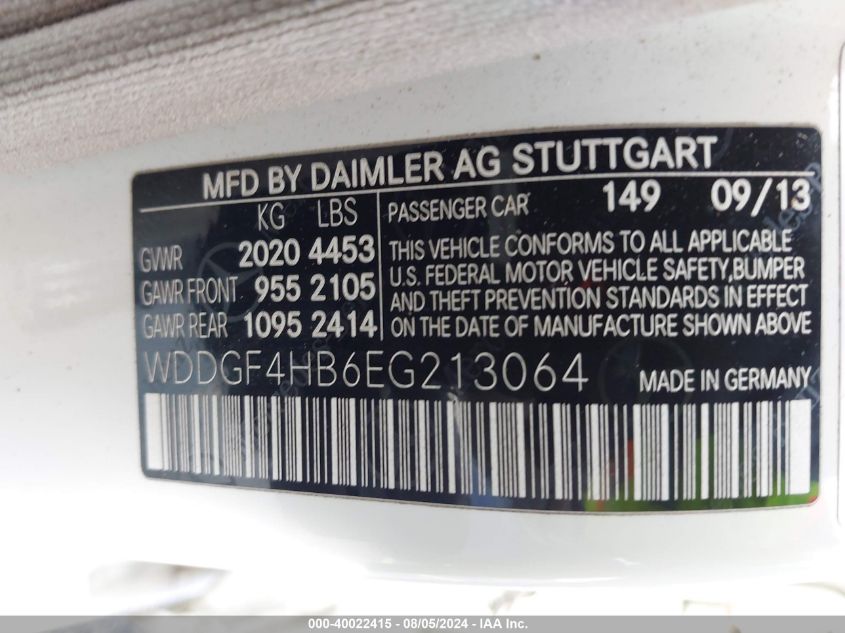 MFD BY DAIMLER AG STUTTGART
KG LBS
GVWR 2020 4453
GAWR FRONT 955 2105
GAWR REAR 1095 2414
PASSENGER CAR 149 09/13
THIS VEHICLE CONFORMS TO ALL APPLICABLE
U.S. FEDERAL MOTOR VEHICLE SAFETY,BUMPER
AND THEFT PREVENTION STANDARDS IN EFFECT
ON THE DATE OF MANUFACTURE SHOWN ABOVE
WDDGF4HB6EG213064 MADE IN GERMANY
000-40022415 - 08/05/2024 - IAA Inc.